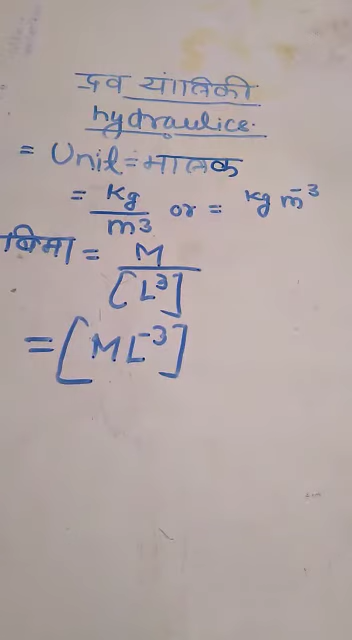 द्रव यांत्रिकी
hydraulice.
= Unit = मात्रक
= Kg/m3 or = kg m⁻³
विमा = M/[L³]
= [ML⁻³]